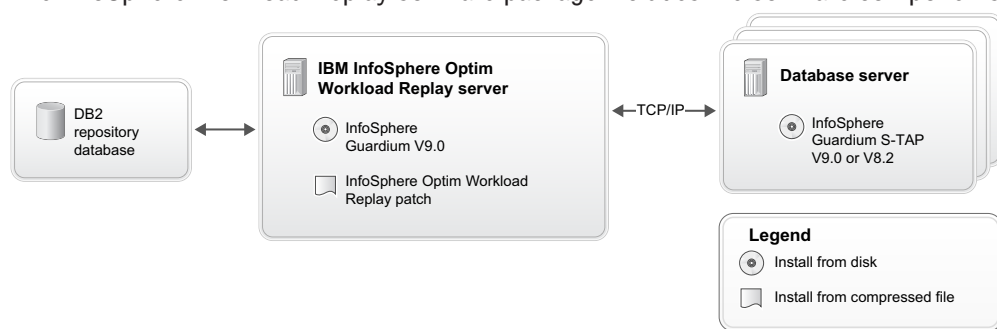 IBM InfoSphere Optim
Workload Replay server
InfoSphere
Guardium V9.0
InfoSphere Optim Workload
Replay patch
DB2
repository
database
TCP/IP
Database server
InfoSphere
Guardium S-TAP
V9.0 or V8.2
Legend
Install from disk
Install from compressed file